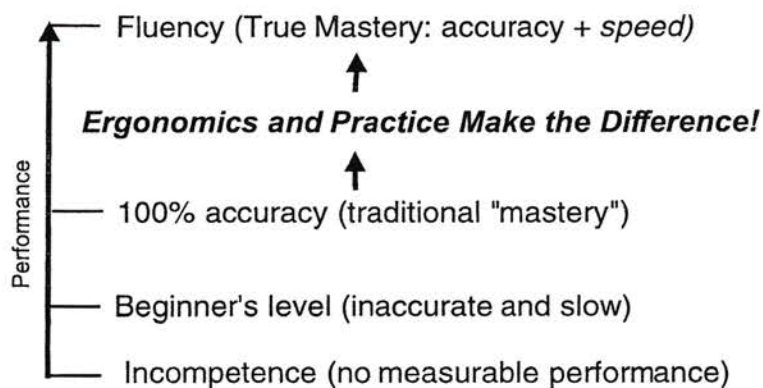 Fluency (True Mastery: accuracy + speed)
Ergonomics and Practice Make the Difference!
Performance
100% accuracy (traditional "mastery")
Beginner's level (inaccurate and slow)
Incompetence (no measurable performance)